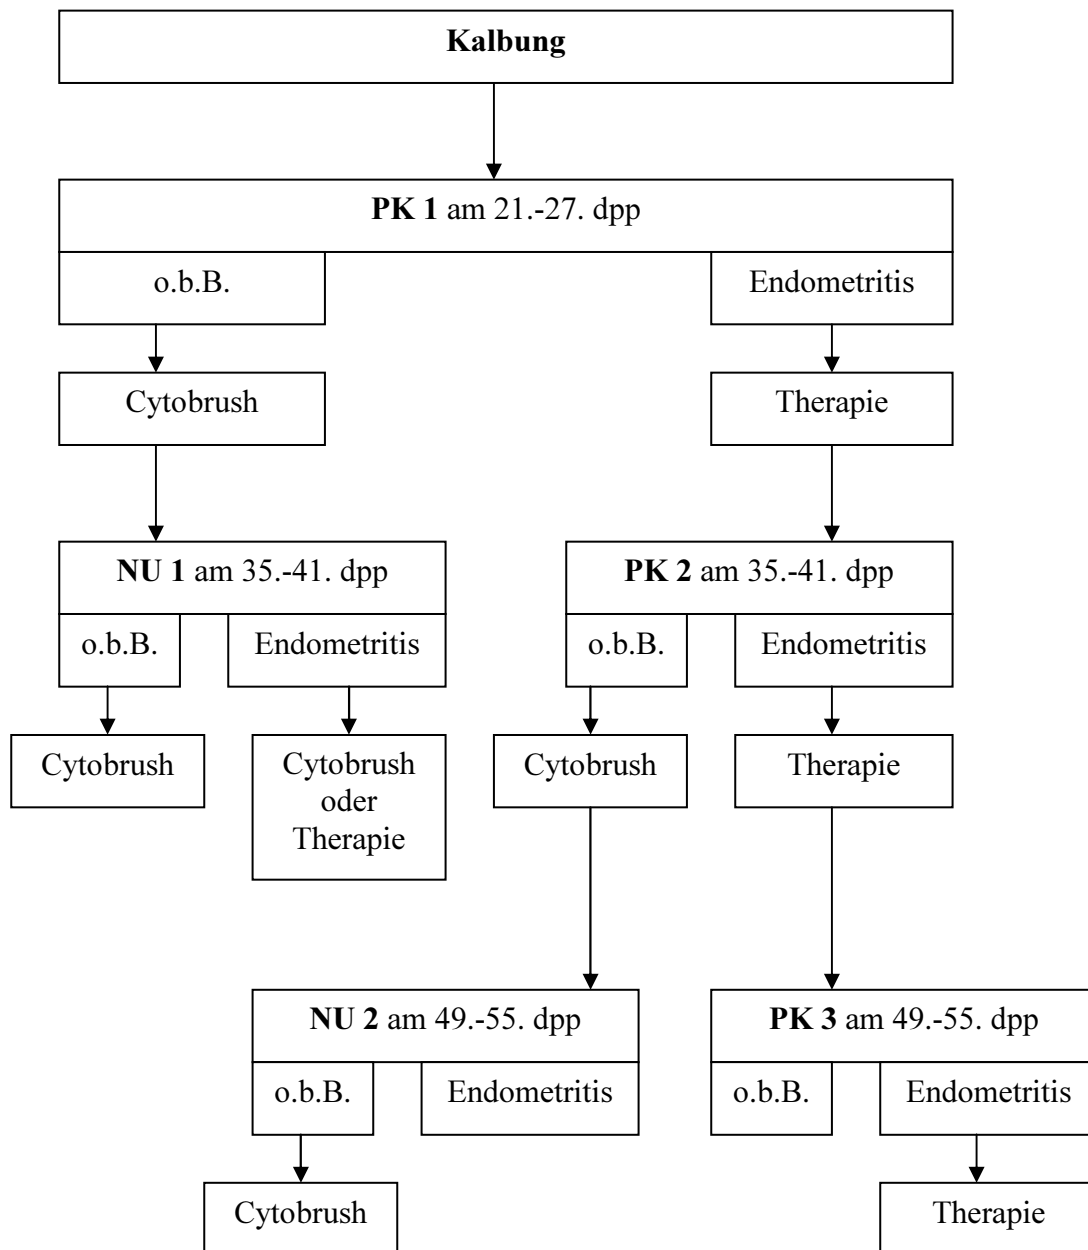 Kalbung
PK 1 am 21.-27. dpp
o.b.B.
Endometritis
Cytobrush
Therapie
NU 1 am 35.-41. dpp
PK 2 am 35.-41. dpp
o.b.B.
Endometritis
o.b.B.
Endometritis
Cytobrush
Cytobrush
oder
Therapie
Cytobrush
Therapie
NU 2 am 49.-55. dpp
PK 3 am 49.-55. dpp
o.b.B.
Endometritis
o.b.B.
Endometritis
Cytobrush
Therapie